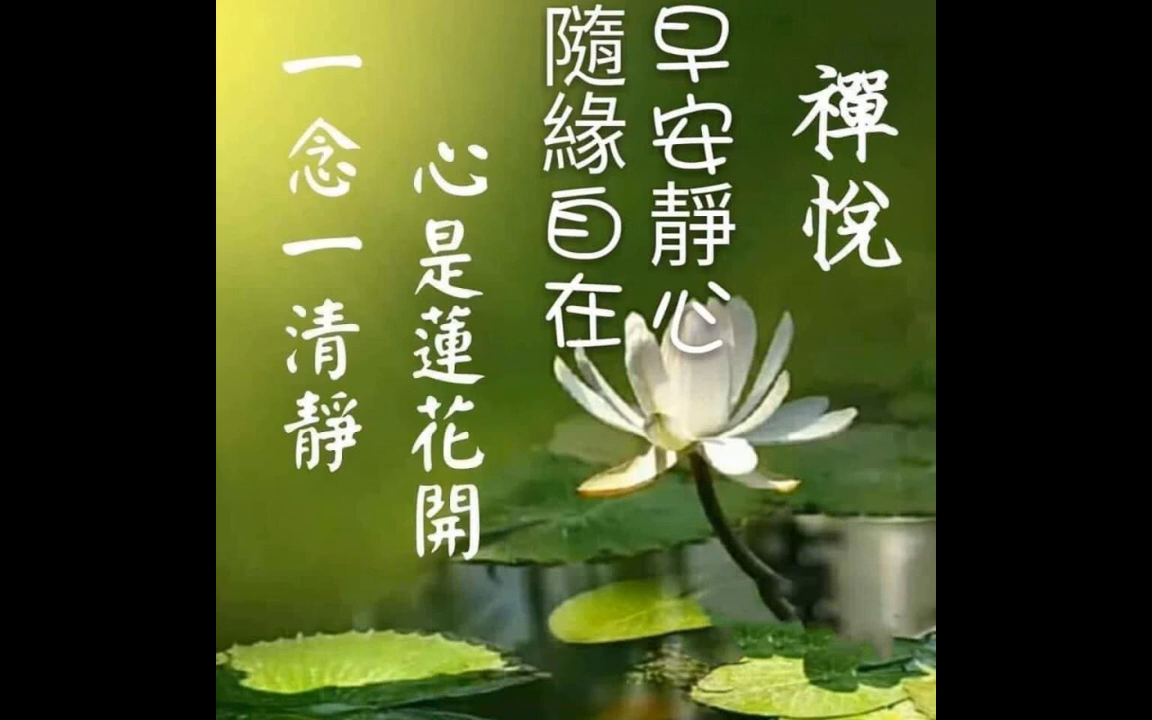 禪悅
早安靜心
隨緣自在
心是蓮花開
一念一清靜